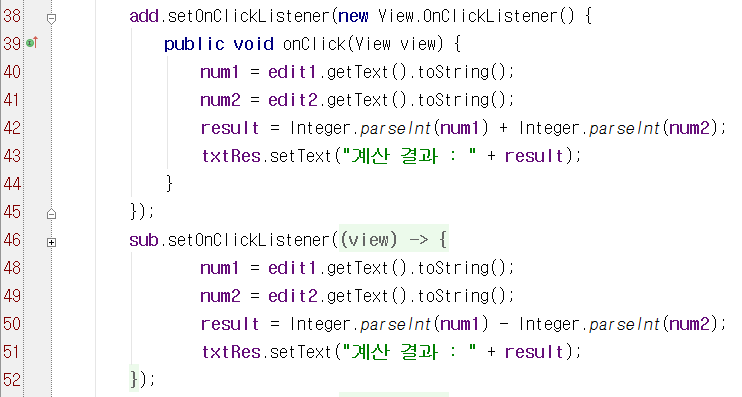 38 add.setOnClickListener(new View.OnClickListener() {
39 public void onClick(View view) {
40 num1 = edit1.getText().toString();
41 num2 = edit2.getText().toString();
42 result = Integer.parseInt(num1) + Integer.parseInt(num2);
43 txtRes.setText("계산 결과 : " + result);
44 }
45 });
46 sub.setOnClickListener((view) -> {
48 num1 = edit1.getText().toString();
49 num2 = edit2.getText().toString();
50 result = Integer.parseInt(num1) - Integer.parseInt(num2);
51 txtRes.setText("계산 결과 : " + result);
52 });